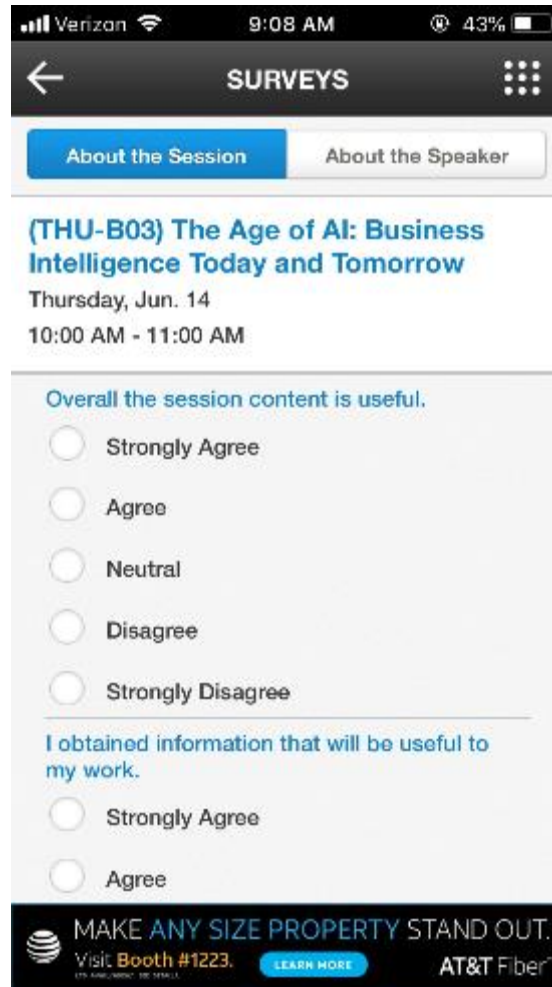 Verizon 9:08 AM 43%
SURVEYS
About the Session About the Speaker
(THU-B03) The Age of AI: Business
Intelligence Today and Tomorrow
Thursday, Jun. 14
10:00 AM - 11:00 AM
Overall the session content is useful.
Strongly Agree
Agree
Neutral
Disagree
Strongly Disagree
I obtained information that will be useful to
my work.
Strongly Agree
Agree
MAKE ANY SIZE PROPERTY STAND OUT.
Visit Booth #1223. LEARN MORE AT&T Fiber